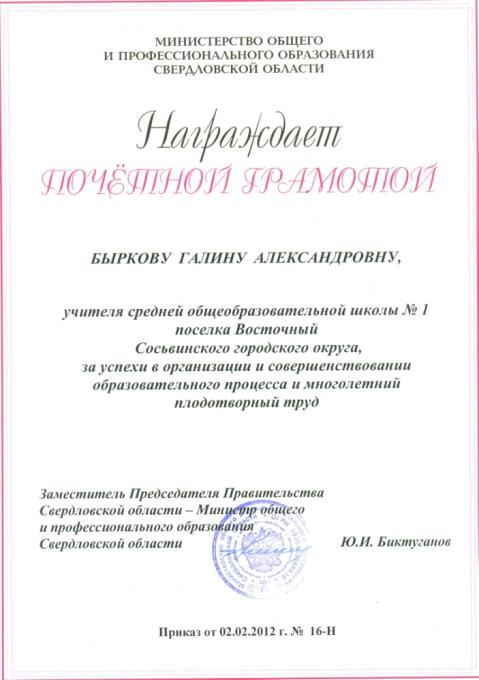 МИНИСТЕРСТВО ОБЩЕГО
И ПРОФЕССИОНАЛЬНОГО ОБРАЗОВАНИЯ
СВЕРДЛОВСКОЙ ОБЛАСТИ
Награждает
ПОЧЁТНОЙ ГРАМОТОЙ
БЫРКОВУ ГАЛИНУ АЛЕКСАНДРОВНУ,
учителя средней общеобразовательной школы № 1
поселка Восточный
Сосьвинского городского округа,
за успехи в организации и совершенствовании
образовательного процесса и многолетний
плодотворный труд
Заместитель Председателя Правительства
Свердловской области – Министр общего
и профессионального образования
Свердловской области Ю.И. Биктуганов
Приказ от 02.02.2012 г. № 16-Н